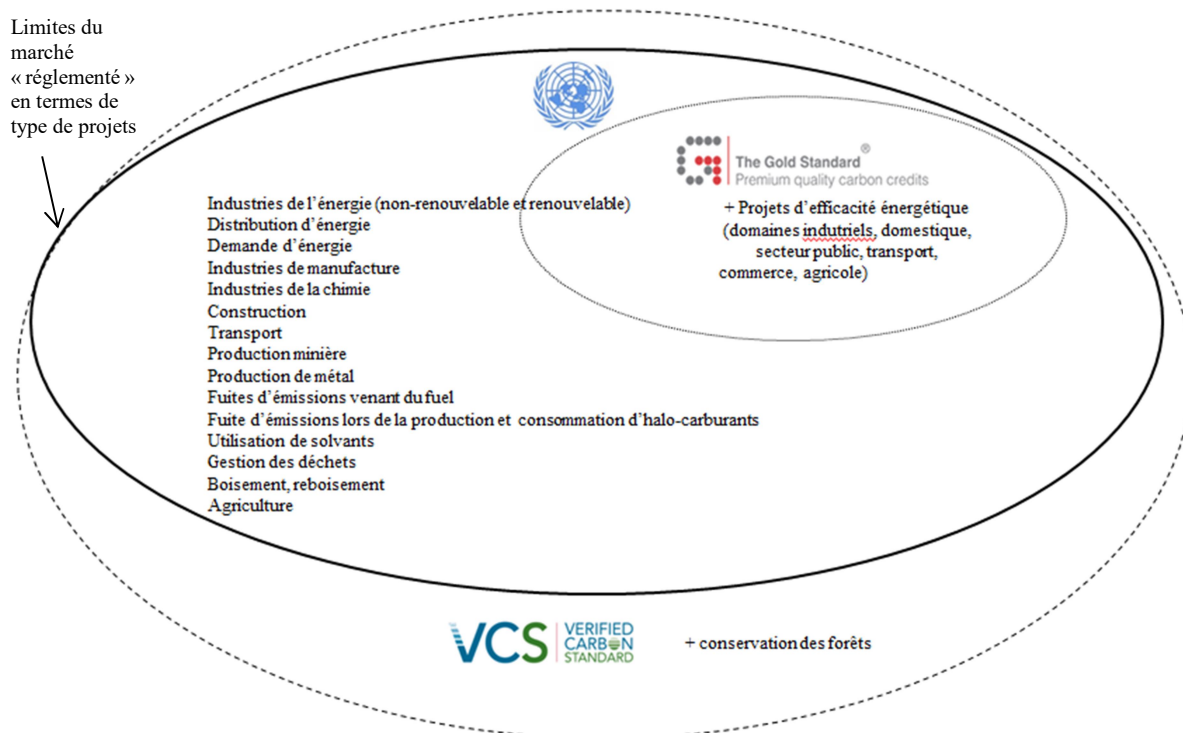 Limites du
marché
« réglementé »
en termes de
type de projets
The Gold Standard®
Premium quality carbon credits
Industries de l’énergie (non-renouvelable et renouvelable)
Distribution d’énergie
Demande d’énergie
Industries de manufacture
Industries de la chimie
Construction
Transport
Production minière
Production de métal
Fuites d’émissions venant du fuel
Fuite d’émissions lors de la production et consommation d’halo-carburants
Utilisation de solvants
Gestion des déchets
Boisement, reboisement
Agriculture
+ Projets d’efficacité énergétique
(domaines indutriels, domestique,
secteur public, transport,
commerce, agricole)
VCS
VERIFIED
CARBON
STANDARD
+ conservation des forêts